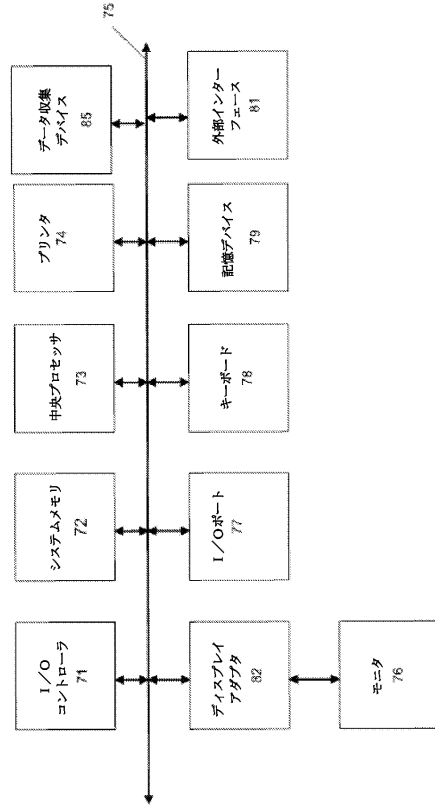 I/O
コントローラ
71
システムメモリ
72
中央プロセッサ
73
プリンタ
74
データ収集
デバイス
85
75
ディスプレイ
アダプタ
82
I/Oポート
77
キーボード
78
記憶デバイス
79
外部インター
フェース
81
モニタ
76